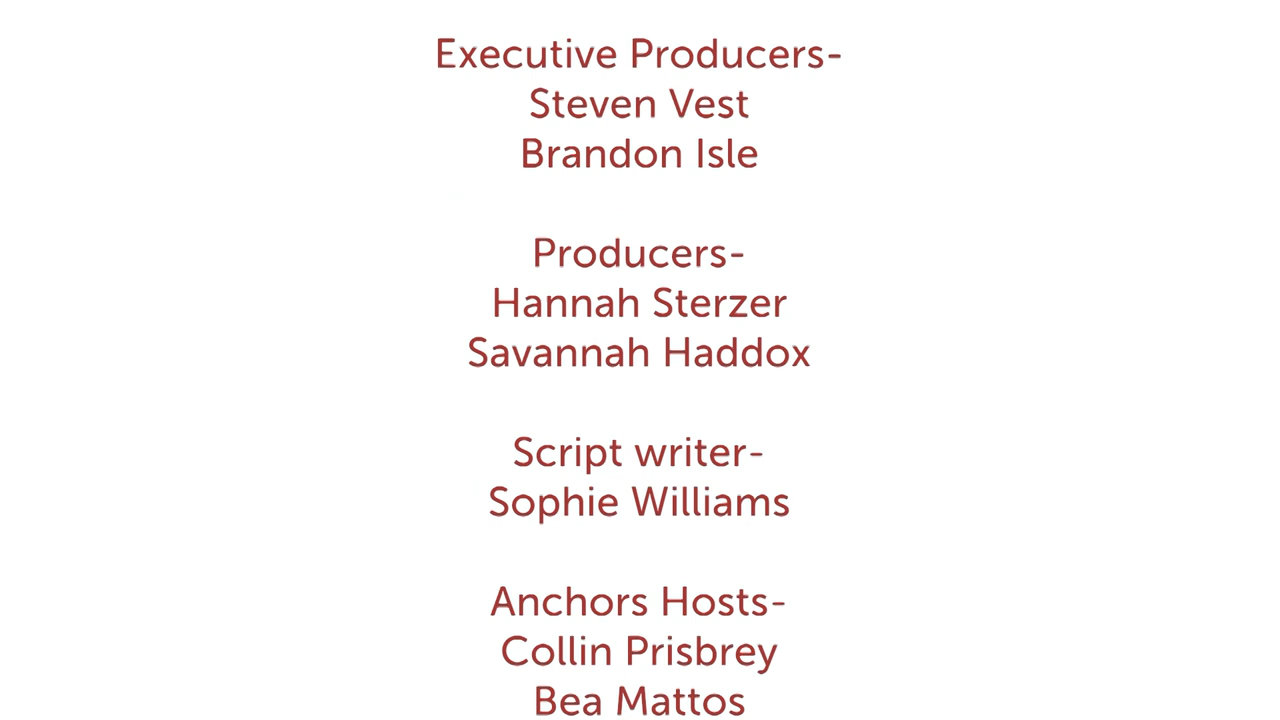 Executive Producers-
Steven Vest
Brandon Isle
Producers-
Hannah Sterzer
Savannah Haddox
Script writer-
Sophie Williams
Anchors Hosts-
Collin Prisbrey
Bea Mattos